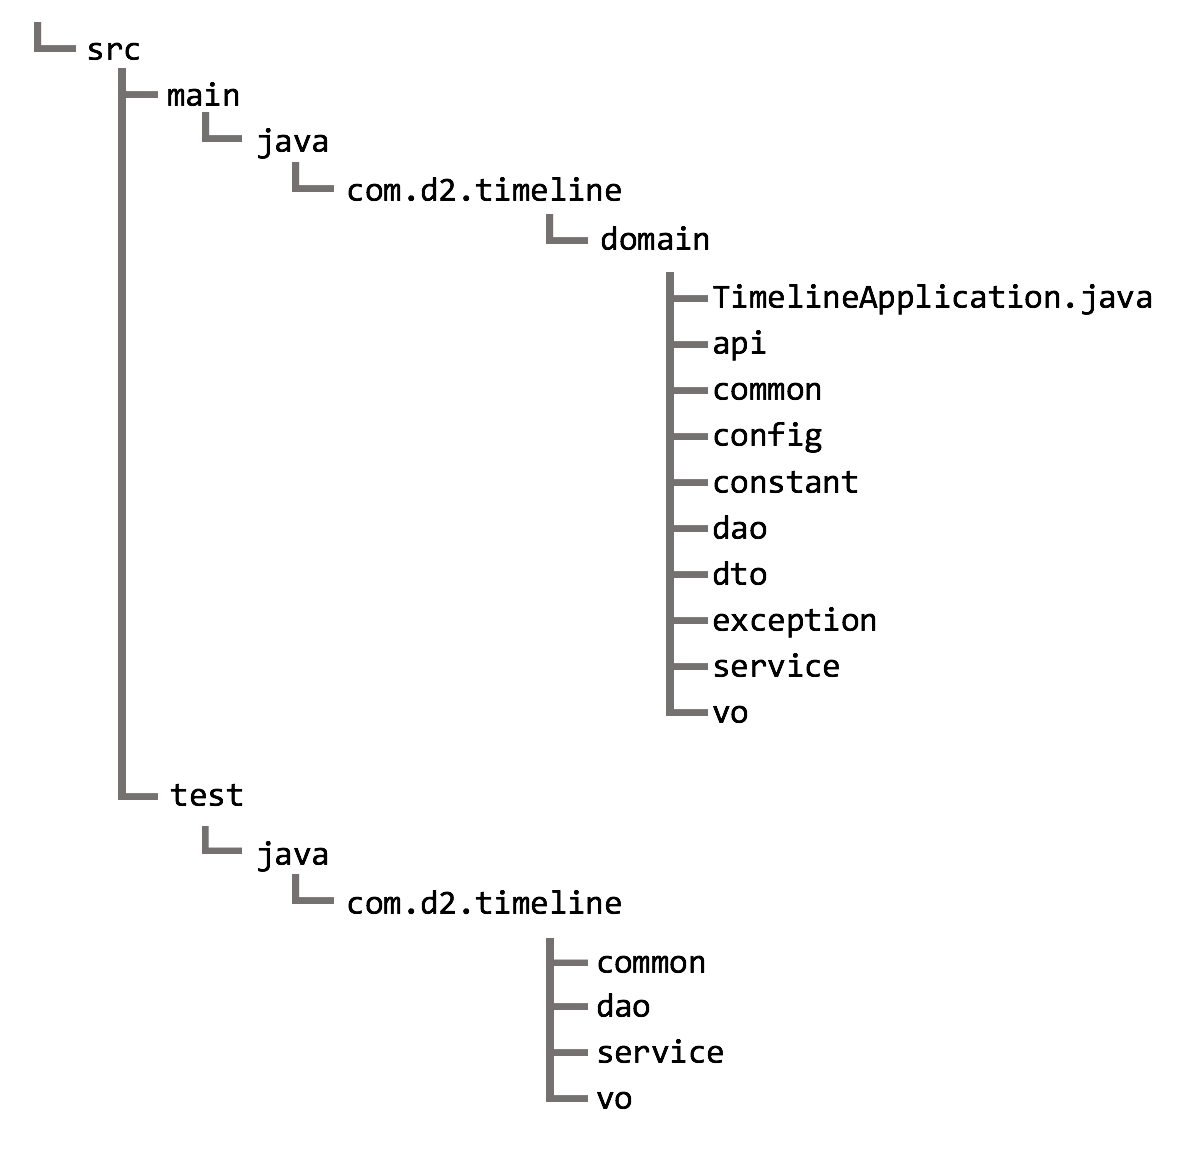 src
main
java
com.d2.timeline
domain
TimelineApplication.java
api
common
config
constant
dao
dto
exception
service
vo
test
java
com.d2.timeline
common
dao
service
vo